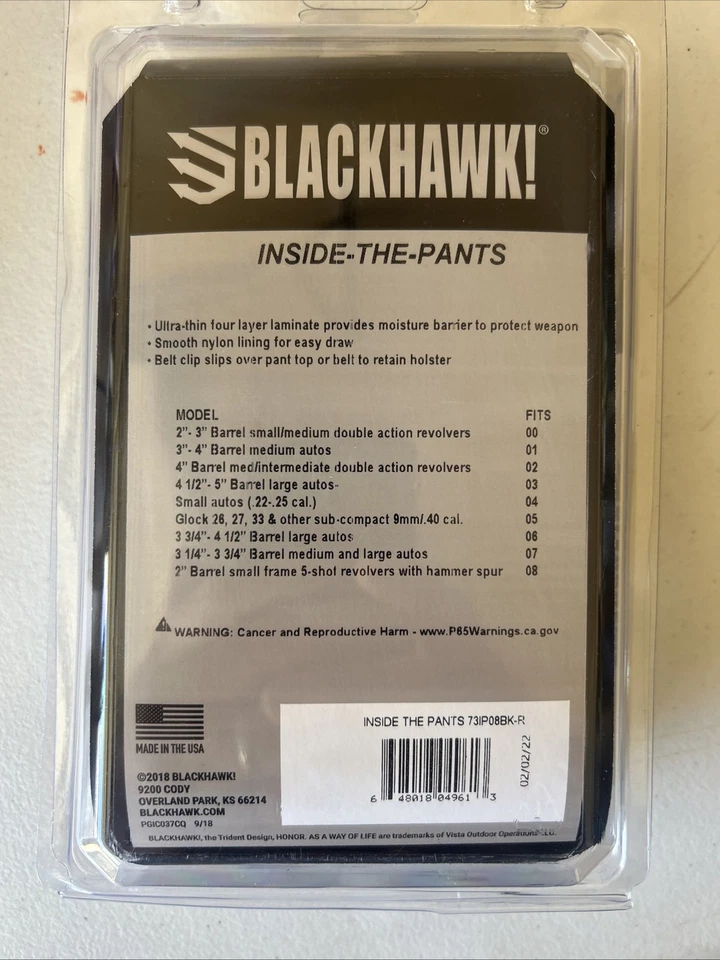 BLACKHAWK!®
INSIDE-THE-PANTS
• Ultra-thin four layer laminate provides moisture barrier to protect weapon
• Smooth nylon lining for easy draw
• Belt clip slips over pant top or belt to retain holster
MODEL FITS
2"- 3" Barrel small/medium double action revolvers 00
3"- 4" Barrel medium autos 01
4" Barrel med/intermediate double action revolvers 02
4 1/2"- 5" Barrel large autos- 03
Small autos (.22-.25 cal.) 04
Glock 26, 27, 33 & other sub-compact 9mm/.40 cal. 05
3 3/4"- 4 1/2" Barrel large autos 06
3 1/4"- 3 3/4" Barrel medium and large autos 07
2" Barrel small frame 5-shot revolvers with hammer spur 08
WARNING: Cancer and Reproductive Harm - www.P65Warnings.ca.gov
MADE IN THE USA
©2018 BLACKHAWK!
9200 CODY
OVERLAND PARK, KS 66214
BLACKHAWK.COM
PGIC037CQ 9/18
INSIDE THE PANTS 73IP08BK-R
6 48018 04961 3
02/02/22
BLACKHAWK!, the Trident Design, HONOR. AS A WAY OF LIFE are trademarks of Vista Outdoor Operations LLC.